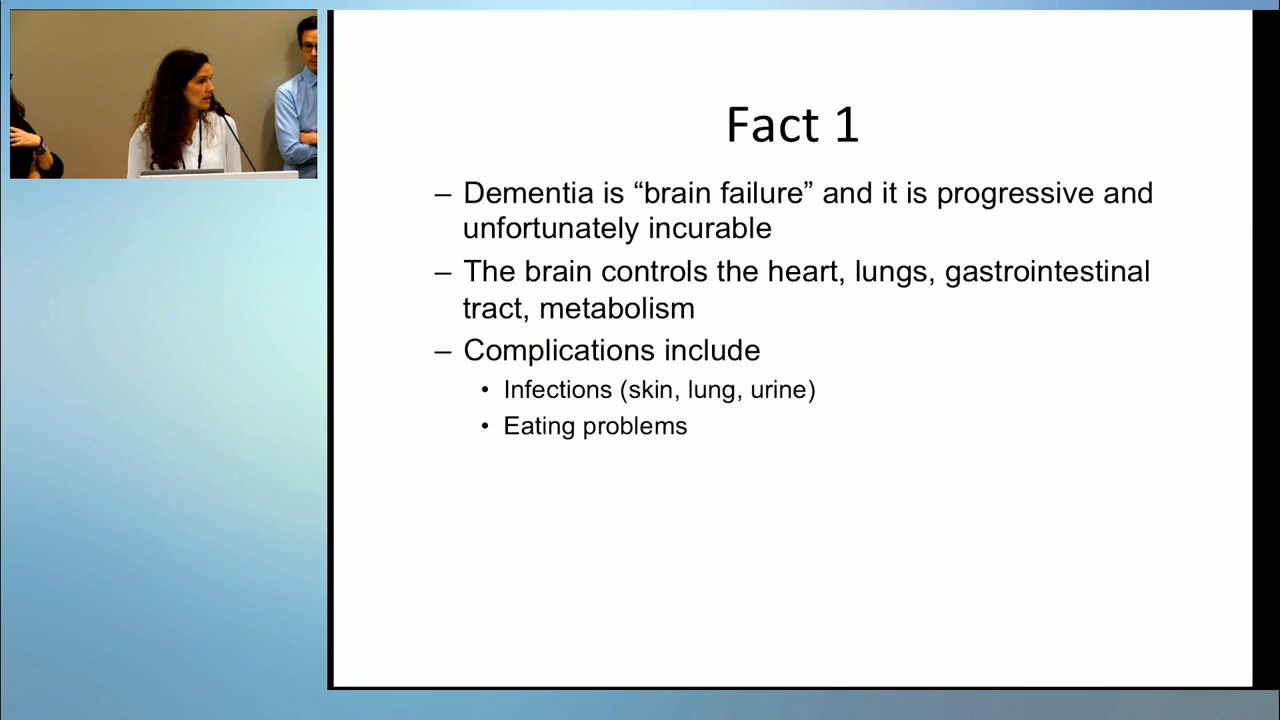 Fact 1
– Dementia is “brain failure” and it is progressive and
unfortunately incurable
– The brain controls the heart, lungs, gastrointestinal
tract, metabolism
– Complications include
• Infections (skin, lung, urine)
• Eating problems